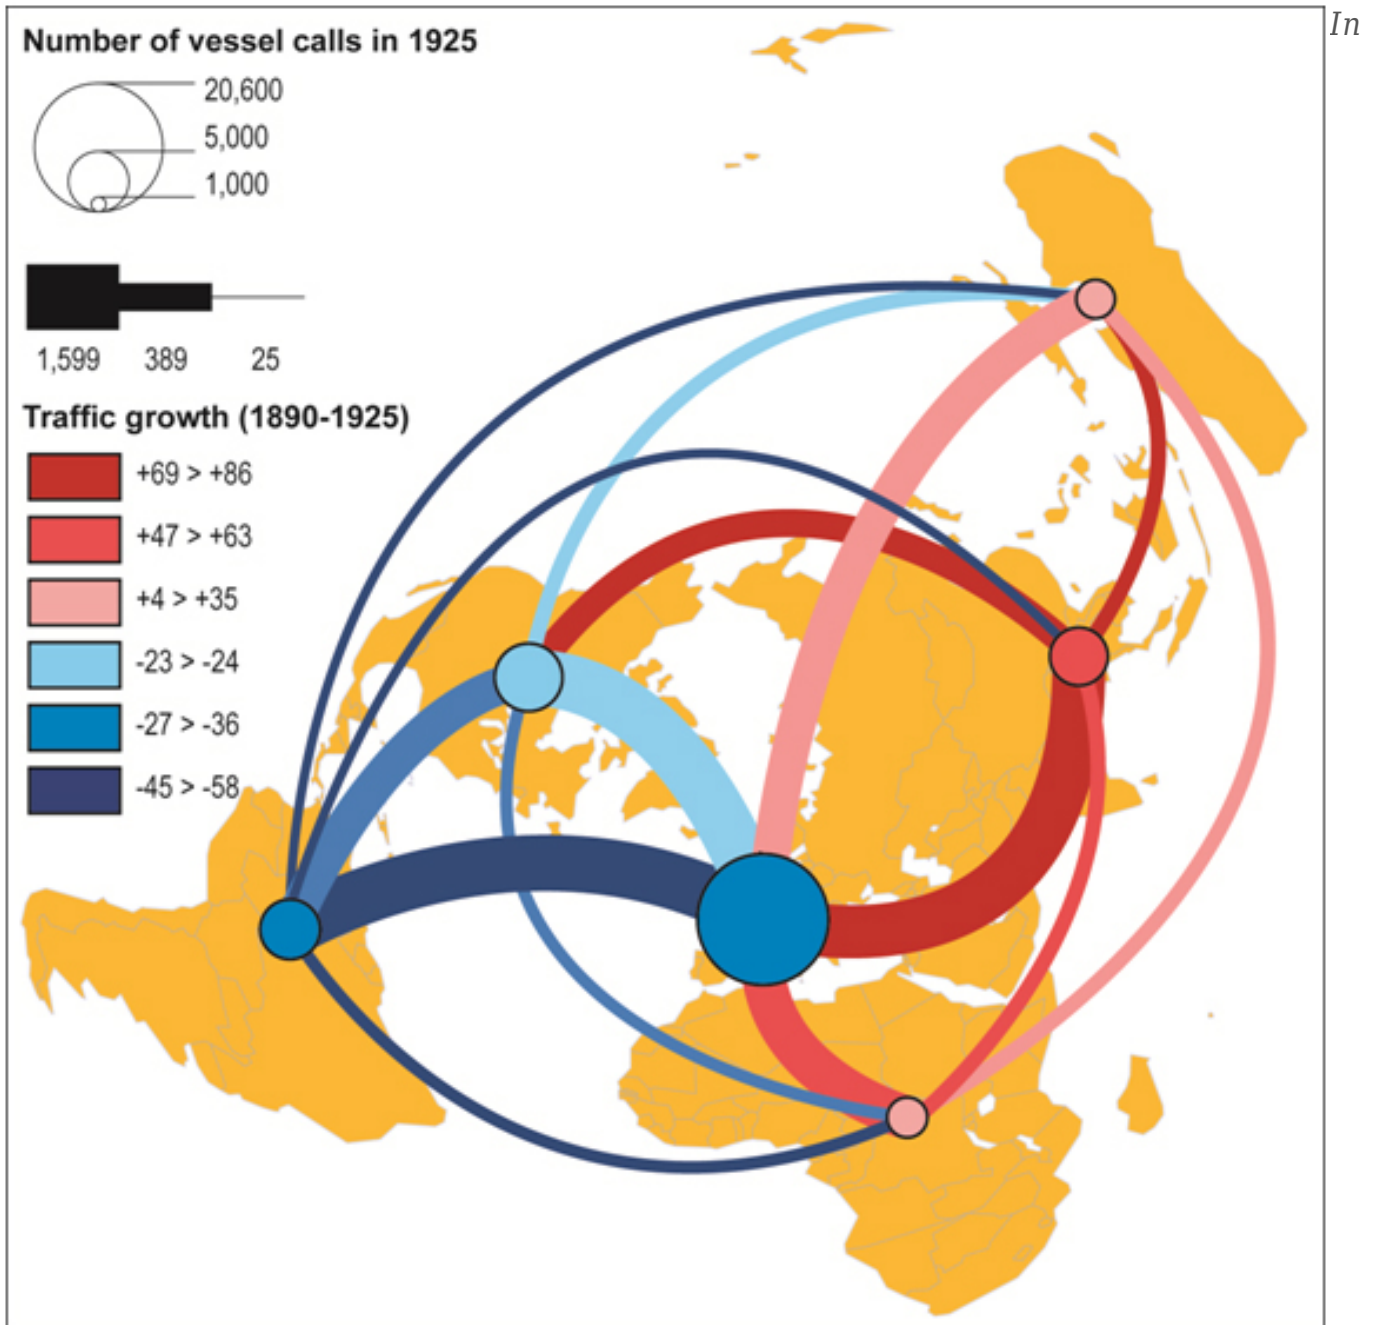 Number of vessel calls in 1925
20,600
5,000
1,000
1,599 389 25
Traffic growth (1890-1925)
+69 > +86
+47 > +63
+4 > +35
-23 > -24
-27 > -36
-45 > -58
In